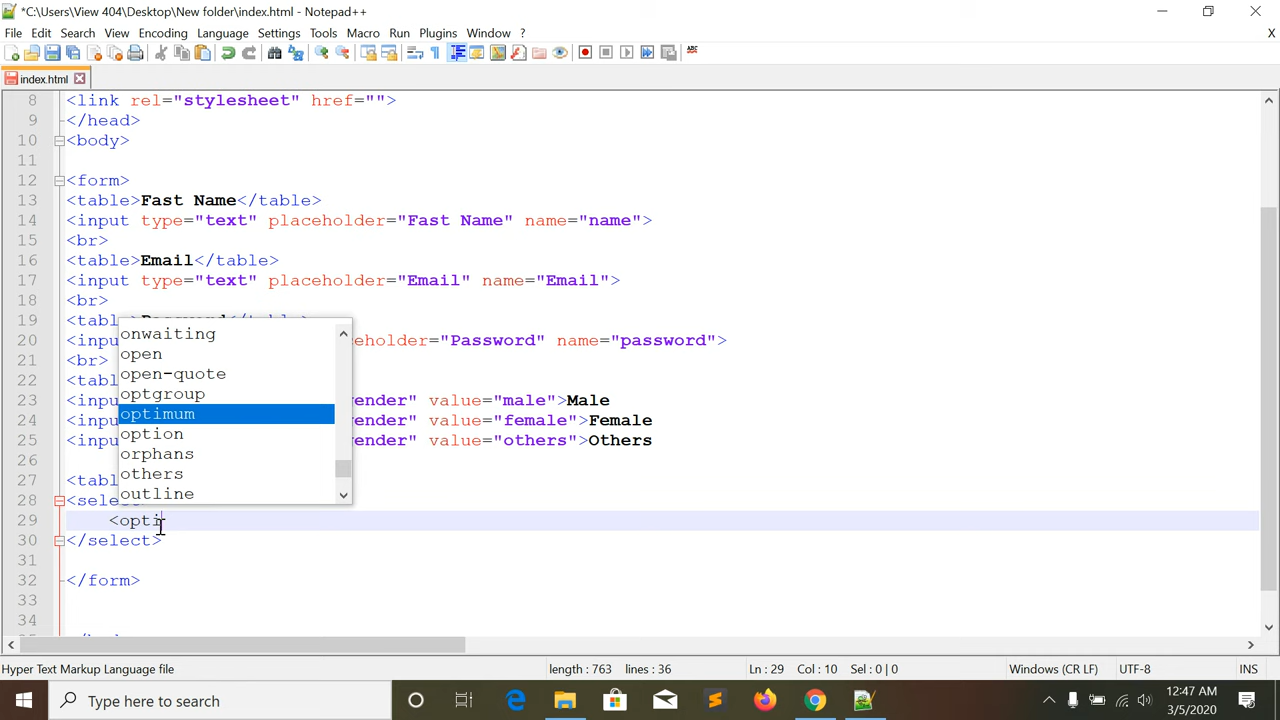 *C:\Users\View 404\Desktop\New folder\index.html - Notepad++
File Edit Search View Encoding Language Settings Tools Macro Run Plugins Window ? X
index.html
8 <link rel="stylesheet" href="">
9 </head>
10 <body>
11
12 <form>
13 <table>Fast Name</table>
14 <input type="text" placeholder="Fast Name" name="name">
15 <br>
16 <table>Email</table>
17 <input type="text" placeholder="Email" name="Email">
18 <br>
19 <tabl
20 <inpu ceholder="Password" name="password">
21 <br>
22 <tabl
23 <inpu ender" value="male">Male
24 <inpu ender" value="female">Female
25 <inpu ender" value="others">Others
26
27 <tabl
28 <select
29 <opti
30 </select>
31
32 </form>
33
34
onwaiting
open
open-quote
optgroup
optimum
option
orphans
others
outline
Hyper Text Markup Language file length : 763 lines : 36 Ln : 29 Col : 10 Sel : 0 | 0 Windows (CR LF) UTF-8 INS
Type here to search
12:47 AM
3/5/2020